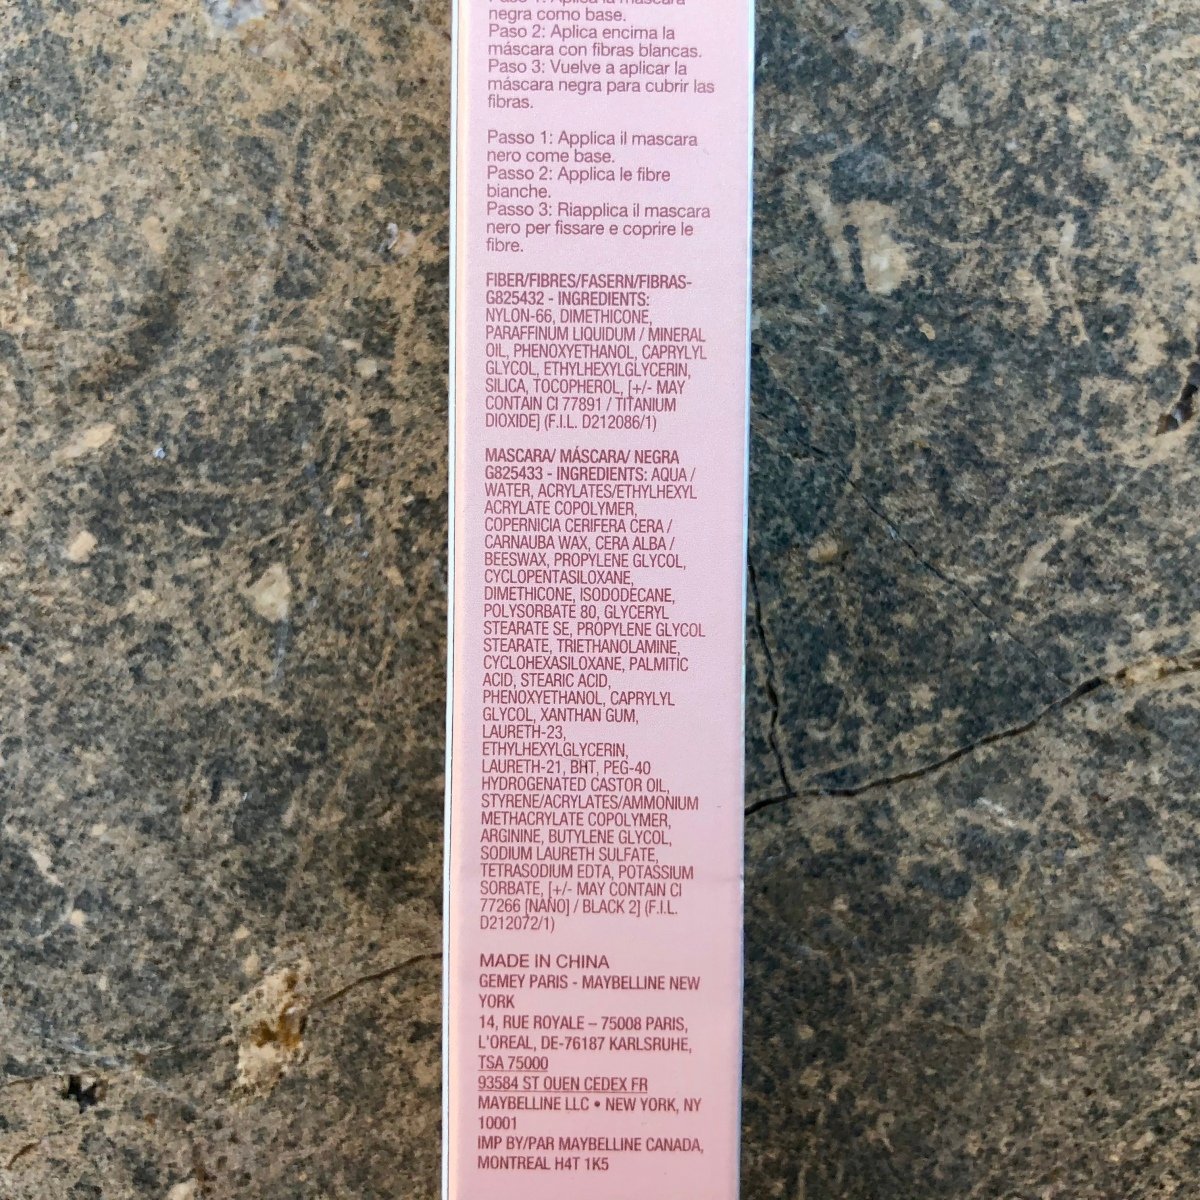 Paso 1: Aplica la máscara
negra como base.
Paso 2: Aplica encima la
máscara con fibras blancas.
Paso 3: Vuelve a aplicar la
máscara negra para cubrir las
fibras.
Passo 1: Applica il mascara
nero come base.
Passo 2: Applica le fibre
bianche.
Passo 3: Riapplica il mascara
nero per fissare e coprire le
fibre.
FIBER/FIBRES/FASERN/FIBRAS-
G825432 - INGREDIENTS:
NYLON-66, DIMETHICONE,
PARAFFINUM LIQUIDUM / MINERAL
OIL, PHENOXYETHANOL, CAPRYLYL
GLYCOL, ETHYLHEXYLGLYCERIN,
SILICA, TOCOPHEROL, [+/- MAY
CONTAIN CI 77891 / TITANIUM
DIOXIDE] (F.I.L. D212086/1)
MASCARA/ MÁSCARA/ NEGRA
G825433 - INGREDIENTS: AQUA /
WATER, ACRYLATES/ETHYLHEXYL
ACRYLATE COPOLYMER,
COPERNICIA CERIFERA CERA /
CARNAUBA WAX, CERA ALBA /
BEESWAX, PROPYLENE GLYCOL,
CYCLOPENTASILOXANE,
DIMETHICONE, ISODODECANE,
POLYSORBATE 80, GLYCERYL
STEARATE SE, PROPYLENE GLYCOL
STEARATE, TRIETHANOLAMINE,
CYCLOHEXASILOXANE, PALMITIC
ACID, STEARIC ACID,
PHENOXYETHANOL, CAPRYLYL
GLYCOL, XANTHAN GUM,
LAURETH-23,
ETHYLHEXYLGLYCERIN,
LAURETH-21, BHT, PEG-40
HYDROGENATED CASTOR OIL,
STYRENE/ACRYLATES/AMMONIUM
METHACRYLATE COPOLYMER,
ARGININE, BUTYLENE GLYCOL,
SODIUM LAURETH SULFATE,
TETRASODIUM EDTA, POTASSIUM
SORBATE, [+/- MAY CONTAIN CI
77266 [NANO] / BLACK 2] (F.I.L.
D212072/1)
MADE IN CHINA
GEMEY PARIS - MAYBELLINE NEW
YORK
14, RUE ROYALE – 75008 PARIS,
L'OREAL, DE-76187 KARLSRUHE,
TSA 75000
93584 ST OUEN CEDEX FR
MAYBELLINE LLC • NEW YORK, NY
10001
IMP BY/PAR MAYBELLINE CANADA,
MONTREAL H4T 1K5